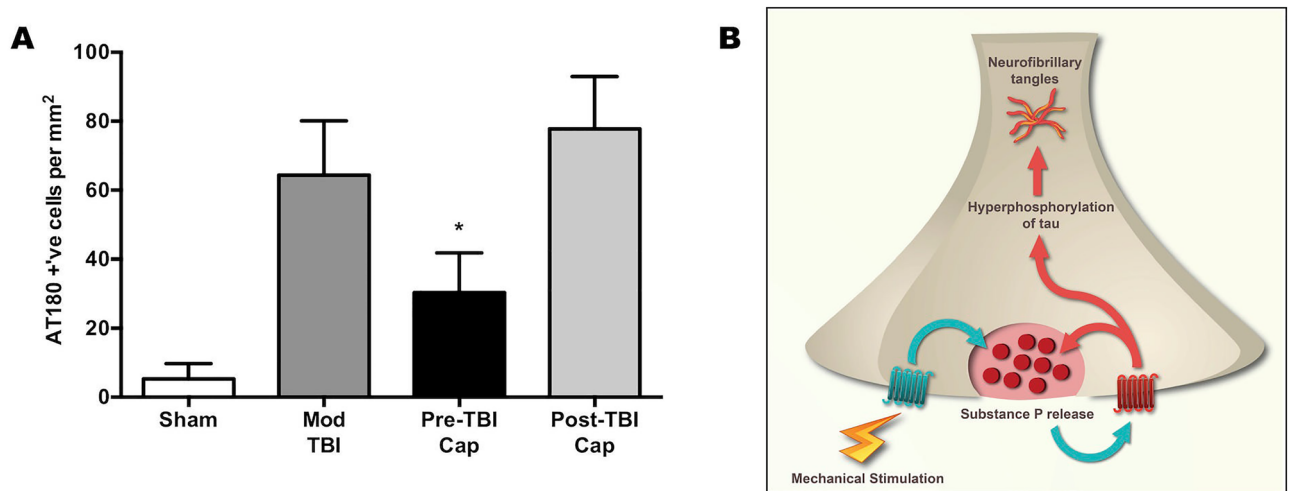 A
AT180 +'ve cells per mm²
100
80
60
40
20
0
*
Sham
Mod
TBI
Pre-TBI
Cap
Post-TBI
Cap
B
Neurofibrillary
tangles
Hyperphosphorylation
of tau
Substance P release
Mechanical Stimulation